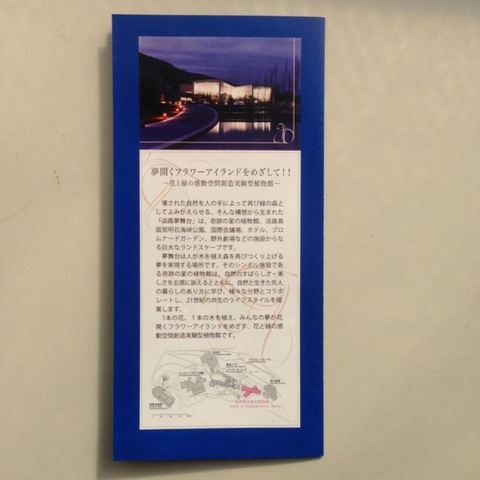 夢開くフラワーアイランドをめざして!!
―花と緑の感動空間創造実験型植物館―
壊された自然を人の手によって再び緑の森と
してよみがえらせる、そんな構想から生まれた
「淡路夢舞台」は、奇跡の星の植物館、淡路島
国営明石海峡公園、国際会議場、ホテル、プロ
ムナードガーデン、野外劇場などの施設からな
る巨大なランドスケープです。
夢舞台は人が木を植え森を再びつくり上げる
夢を実現する場所です。そのシンボル施設であ
る奇跡の星の植物館は、自然のすばらしさ・美
しさを五感に訴えるとともに、自然と生きた先人
の暮らしのあり方に学び、様々な分野とコラボ
レートし、21世紀の共生のライフスタイルを提
案します。
1本の花、1本の木を植え、みんなの夢が花
開くフラワーアイランドをめざす、花と緑の感
動空間創造実験型植物館です。